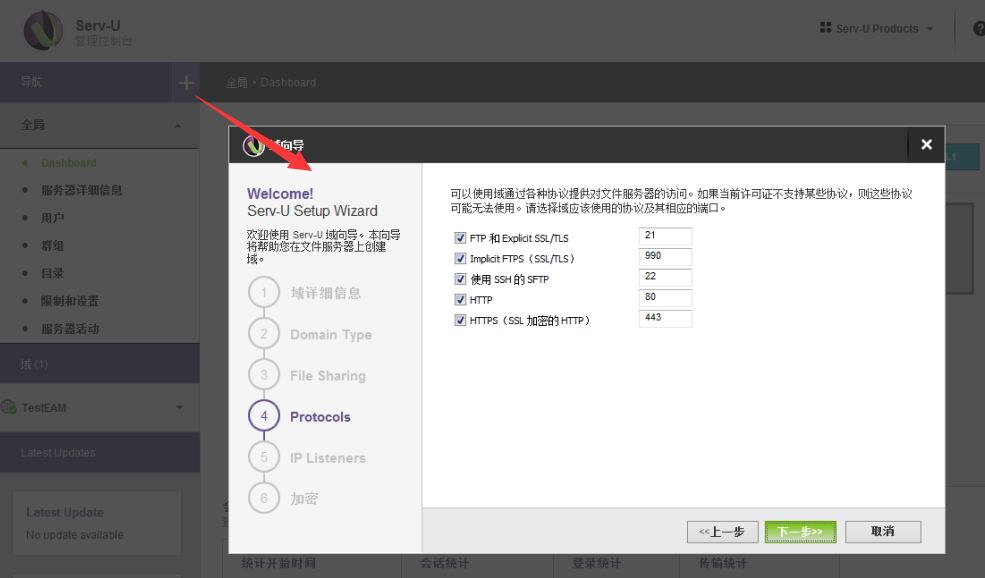 Serv-U
管理控制台
Serv-U Products
导航
全局 • Dashboard
全局
Dashboard
服务器详细信息
用户
群组
目录
限制和设置
服务器活动
域 (1)
TestEAM
Latest Updates
Latest Update
No update available.
向导
Welcome!
Serv-U Setup Wizard
欢迎使用 Serv-U 域向导。本向导
将帮助您在文件服务器上创建
域。
1 域详细信息
2 Domain Type
3 File Sharing
4 Protocols
5 IP Listeners
6 加密
可以使用域通过各种协议提供对文件服务器的访问。如果当前许可证不支持某些协议，则这些协议
可能无法使用。请选择域应该使用的协议及其相应的端口。
FTP 和 Explicit SSL/TLS 21
Implicit FTPS（SSL/TLS） 990
使用 SSH 的 SFTP 22
HTTP 80
HTTPS（SSL 加密的 HTTP） 443
<<上一步
下一步>>
取消
统计开始时间
会话统计
登录统计
传输统计